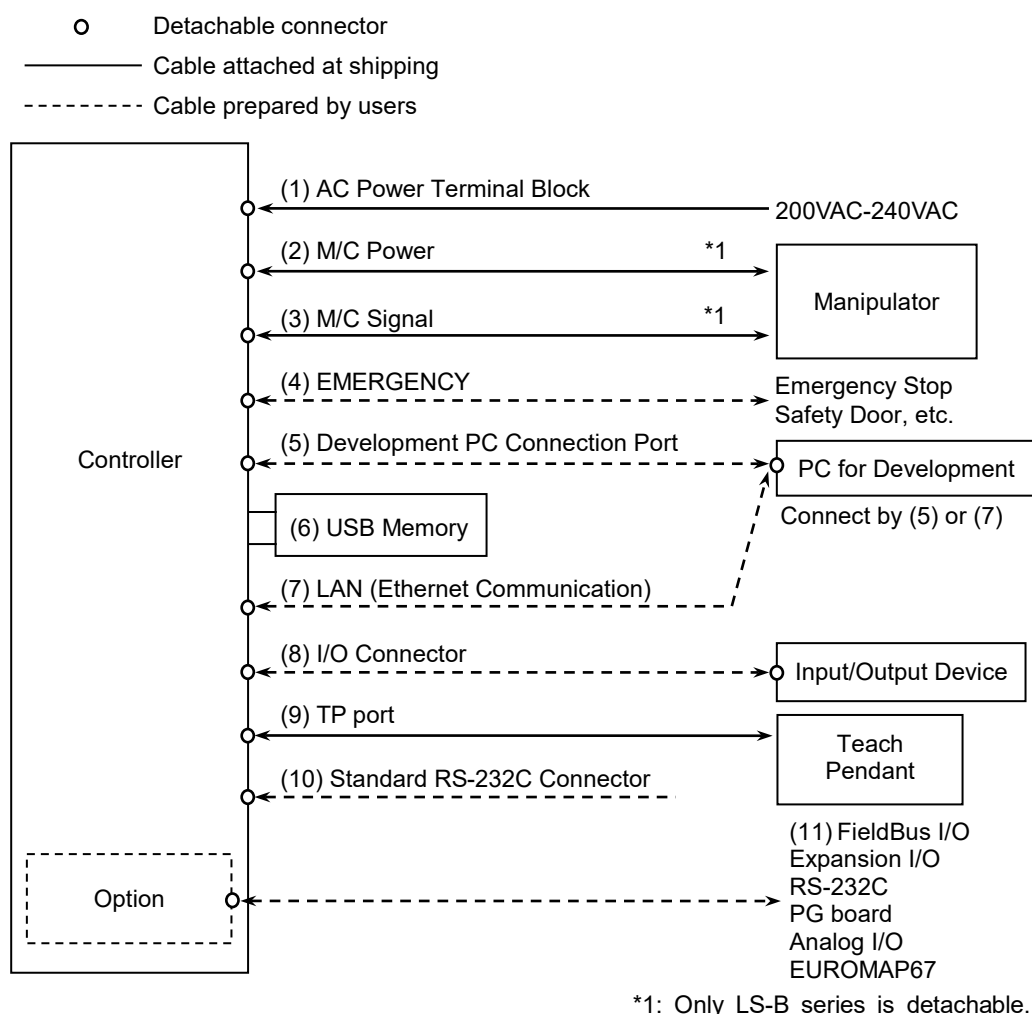 Detachable connector
Cable attached at shipping
Cable prepared by users
(1) AC Power Terminal Block
200VAC-240VAC
(2) M/C Power
*1
Manipulator
(3) M/C Signal
*1
(4) EMERGENCY
Emergency Stop
Safety Door, etc.
(5) Development PC Connection Port
Controller
PC for Development
Connect by (5) or (7)
(6) USB Memory
(7) LAN (Ethernet Communication)
(8) I/O Connector
Input/Output Device
(9) TP port
Teach
Pendant
(10) Standard RS-232C Connector
(11) FieldBus I/O
Expansion I/O
RS-232C
PG board
Analog I/O
EUROMAP67
Option
*1: Only LS-B series is detachable.